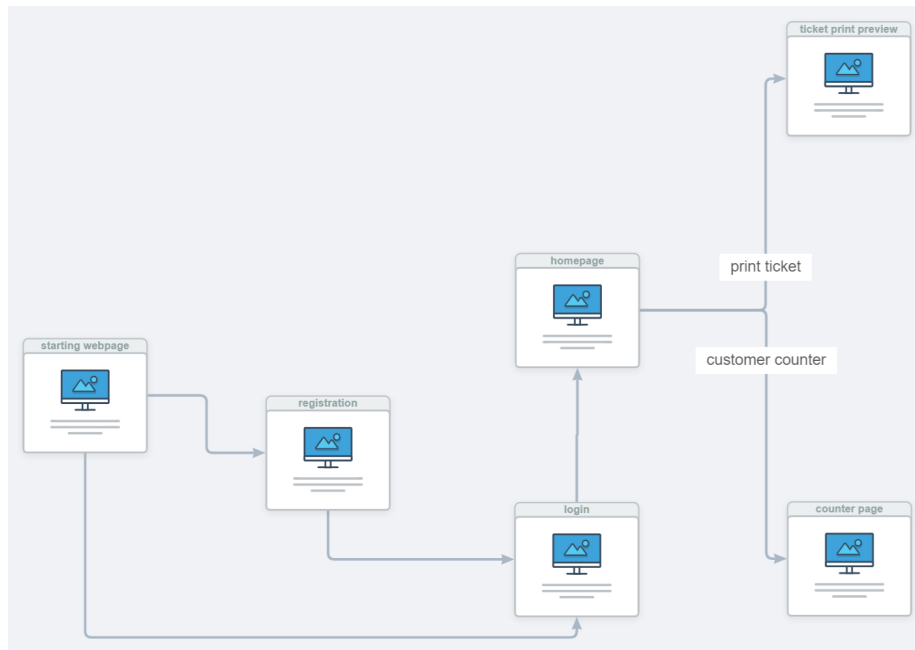 ticket print preview
homepage
print ticket
starting webpage
customer counter
registration
login
counter page